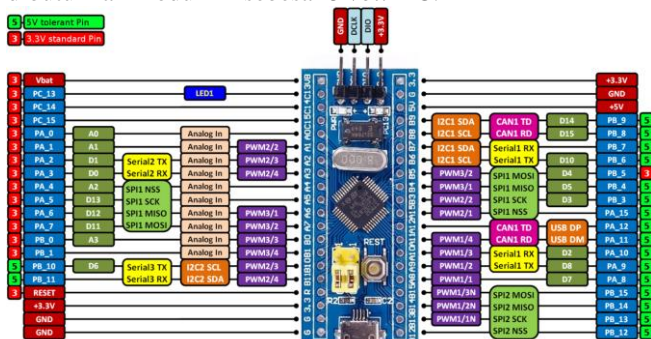 5 5V tolerant Pin
3 3.3V standard Pin
GND DCLK DIO +3.3V
3 Vbat
3 PC_13 LED1
3 PC_14
3 PC_15
3 PA_0 A0 Analog In
3 PA_1 A1 Analog In PWM2/2
3 PA_2 D1 Serial2 TX Analog In PWM2/3
3 PA_3 D0 Serial2 RX Analog In PWM2/4
3 PA_4 A2 SPI1 NSS Analog In
3 PA_5 D13 SPI1 SCK Analog In
3 PA_6 D12 SPI1 MISO Analog In PWM3/1
3 PA_7 D11 SPI1 MOSI Analog In PWM3/2
3 PB_0 A3 Analog In PWM3/3
3 PB_1 Analog In PWM3/4
5 PB_10 D6 Serial3 TX I2C2 SCL PWM2/3
5 PB_11 Serial3 RX I2C2 SDA PWM2/4
3 RESET
+3.3V
GND
GND
REST
+3.3V
GND
+5V
I2C1 SDA CAN1 TD D14 PB_9 5
I2C1 SCL CAN1 RD D15 PB_8 5
I2C1 SDA Serial1 RX PB_7 5
I2C1 SCL Serial1 TX D10 PB_6 5
PWM3/2 SPI1 MOSI D4 PB_5 3
PWM3/1 SPI1 MISO D5 PB_4 5
PWM2/2 SPI1 SCK D3 PB_3 5
PWM2/1 SPI1 NSS PA_15 5
CAN1 TD USB DP PA_12 5
PWM1/4 CAN1 RD USB DM PA_11 5
PWM1/3 Serial1 RX D2 PA_10 5
PWM1/2 Serial1 TX D8 PA_9 5
PWM1/1 D7 PA_8 5
PWM1/3N SPI2 MOSI PB_15 5
PWM1/2N SPI2 MISO PB_14 5
PWM1/1N SPI2 SCK PB_13 5
SPI2 NSS PB_12 5